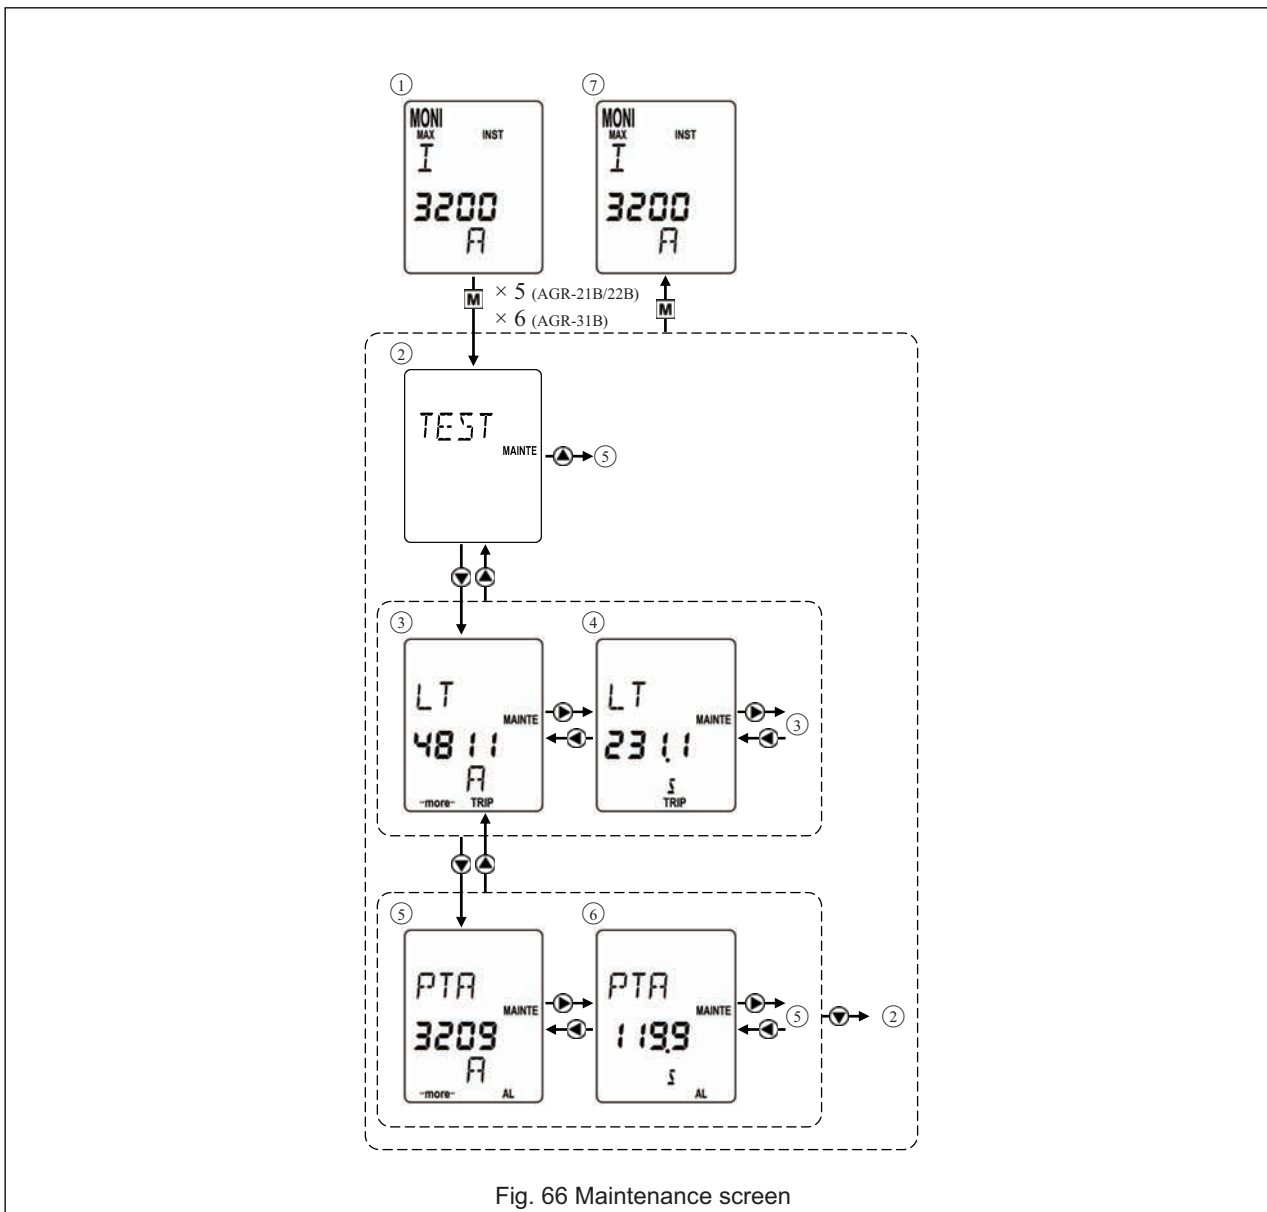 ① ⑦
MONI MONI
MAX INST MAX INST
I I
3200 3200
A A
M × 5 (AGR-21B/22B) M
× 6 (AGR-31B)
②
TEST
MAINTE ⑤
③ ④
LT LT
MAINTE MAINTE ③
4811 231.1
A s
-more- TRIP TRIP
⑤ ⑥
PTA PTA
MAINTE MAINTE ⑤ ②
3209 119.9
A s
-more- AL AL
Fig. 66 Maintenance screen